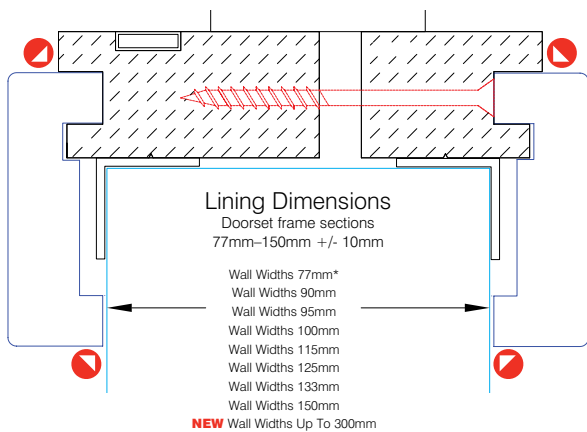 Lining Dimensions
Doorset frame sections
77mm–150mm +/- 10mm
Wall Widths 77mm*
Wall Widths 90mm
Wall Widths 95mm
Wall Widths 100mm
Wall Widths 115mm
Wall Widths 125mm
Wall Widths 133mm
Wall Widths 150mm
NEW Wall Widths Up To 300mm